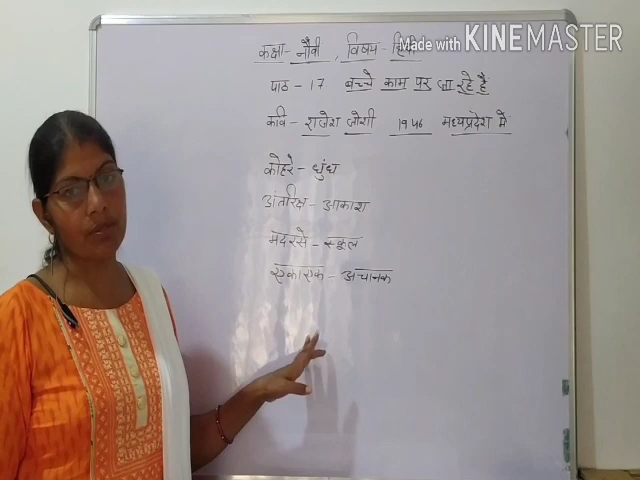 Made with KINEMASTER
कक्षा - नौवीं , विषय - हिंदी
पाठ - 17 बच्चे काम पर जा रहे हैं
कवि - राजेश जोशी 1946 मध्यप्रदेश में
कोहरे - धुंध
अंतरिक्ष - आकाश
मदरसे - स्कूल
एकाएक - अचानक